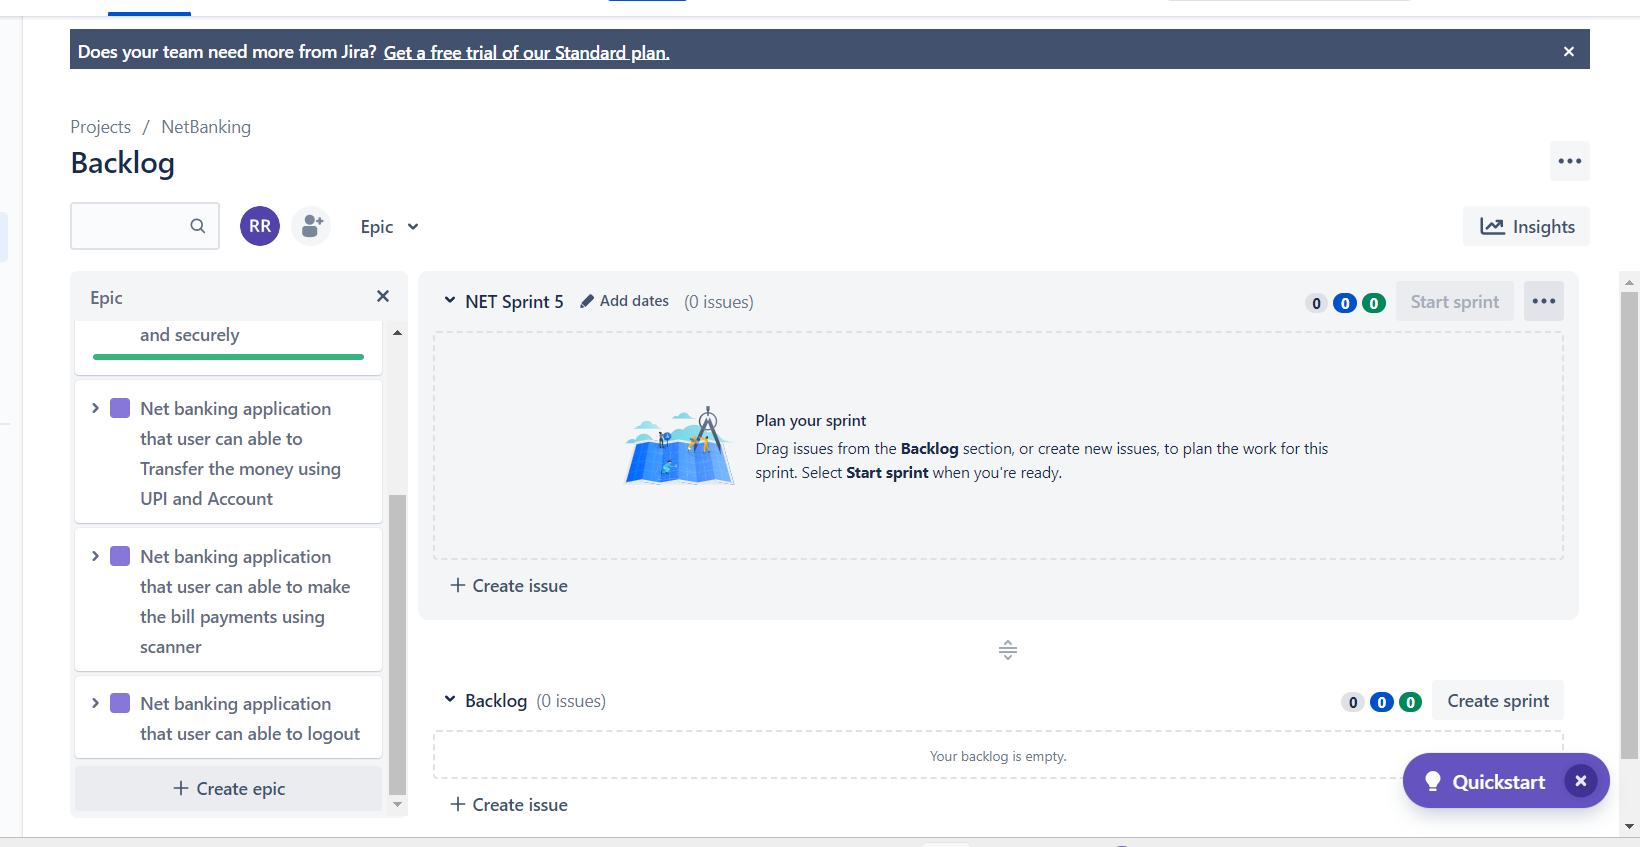 Does your team need more from Jira? Get a free trial of our Standard plan.
Projects / NetBanking
Backlog
RR
Epic
Insights
Epic
and securely
Net banking application
that user can able to
Transfer the money using
UPI and Account
Net banking application
that user can able to make
the bill payments using
scanner
Net banking application
that user can able to logout
+ Create epic
NET Sprint 5 Add dates (0 issues)
0 0 0 Start sprint
Plan your sprint
Drag issues from the Backlog section, or create new issues, to plan the work for this
sprint. Select Start sprint when you're ready.
+ Create issue
Backlog (0 issues)
0 0 0 Create sprint
Your backlog is empty.
+ Create issue
Quickstart